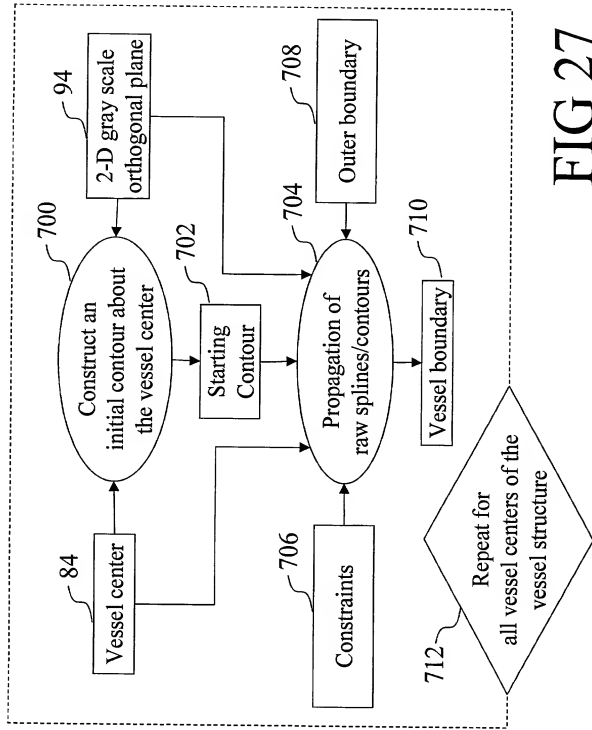 84
Vessel center
700
Construct an
initial contour about
the vessel center
94
2-D gray scale
orthogonal plane
702
Starting
Contour
706
Constraints
704
Propagation of
raw splines/contours
708
Outer boundary
710
Vessel boundary
712
Repeat for
all vessel centers of the
vessel structure
FIG 27